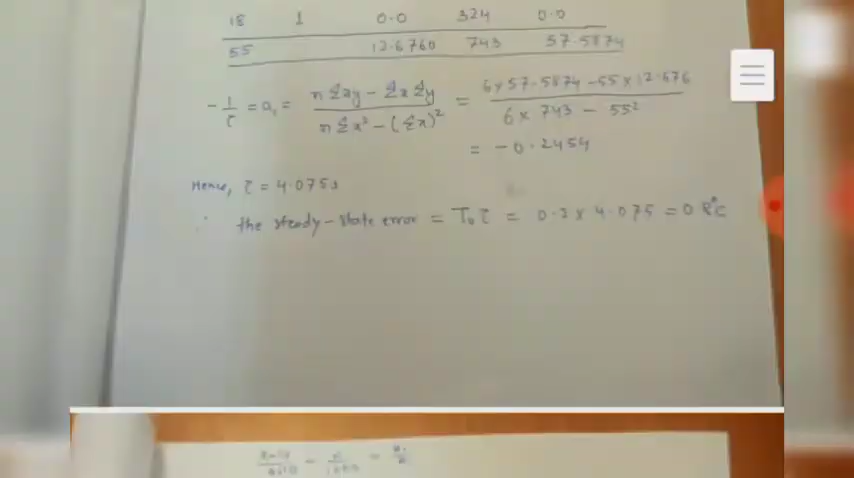 18 1 0.0 324 0.0
55 12.6760 743 57.5874
-1/τ = a₁ = (nΣxy - ΣxΣy)/(nΣx² - (Σx)²) = (6×57.5874 - 55×12.676)/(6×743 - 55²)
= -0.2454
Hence, τ = 4.075s
∴ the steady-state error = T₀τ = 0.2 × 4.075 = 0.8°C